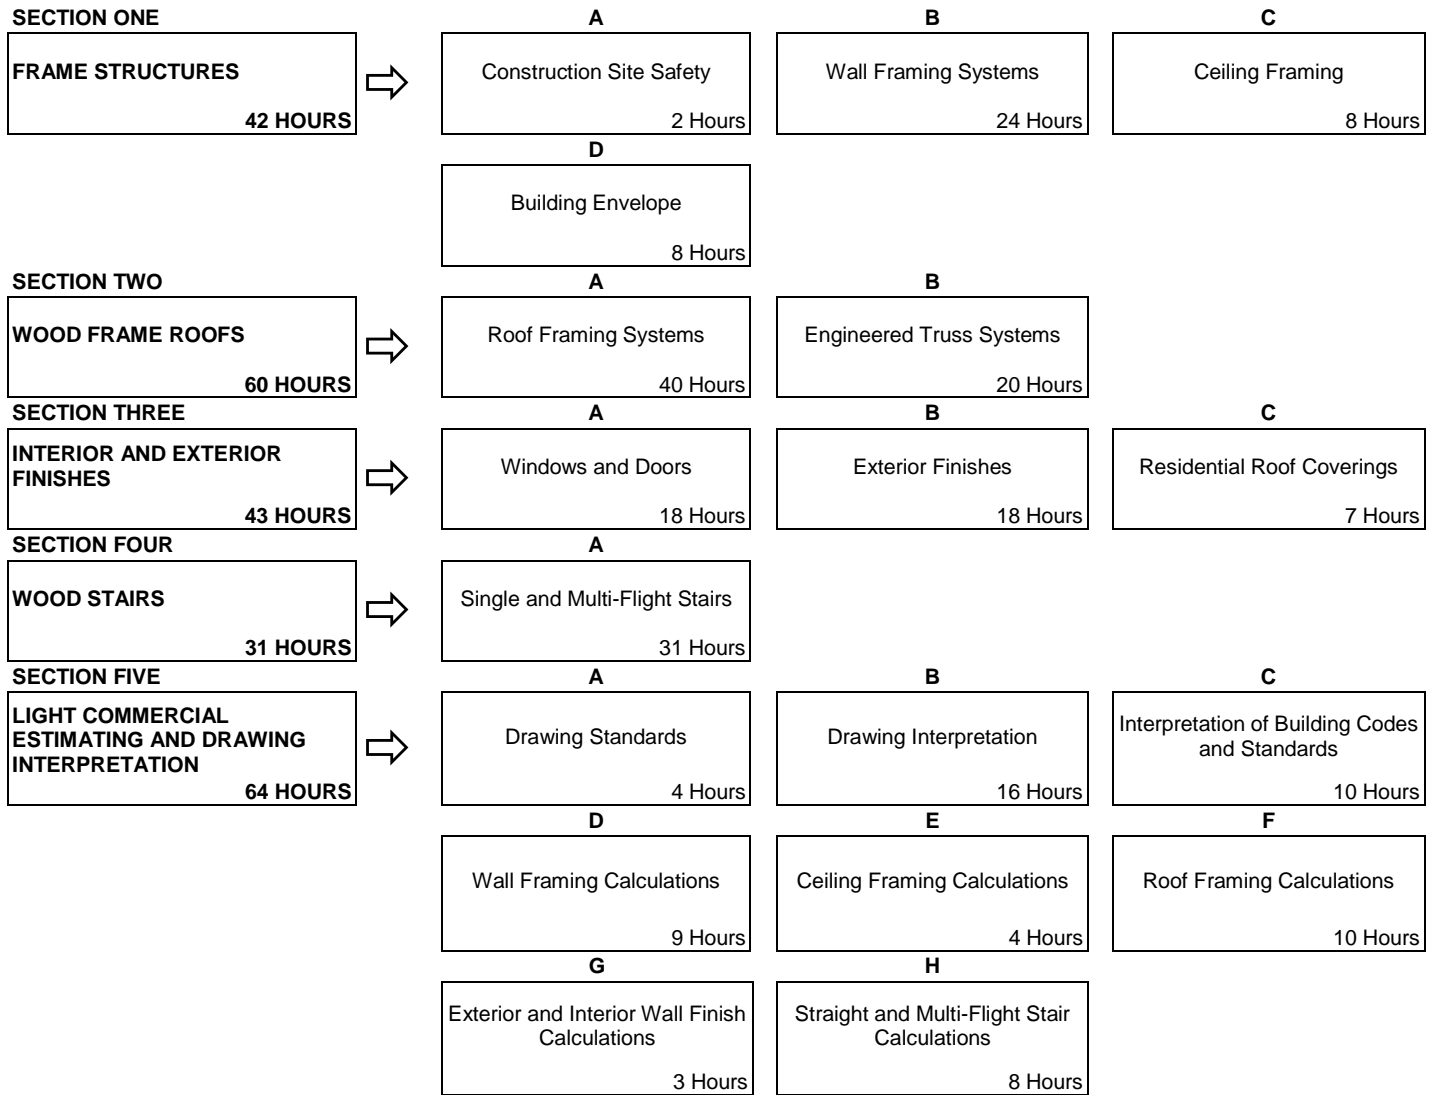 SECTION ONE
A
B
C
FRAME STRUCTURES
42 HOURS
Construction Site Safety
2 Hours
Wall Framing Systems
24 Hours
Ceiling Framing
8 Hours
D
Building Envelope
8 Hours
SECTION TWO
A
B
WOOD FRAME ROOFS
60 HOURS
Roof Framing Systems
40 Hours
Engineered Truss Systems
20 Hours
SECTION THREE
A
B
C
INTERIOR AND EXTERIOR
FINISHES
43 HOURS
Windows and Doors
18 Hours
Exterior Finishes
18 Hours
Residential Roof Coverings
7 Hours
SECTION FOUR
A
WOOD STAIRS
31 HOURS
Single and Multi-Flight Stairs
31 Hours
SECTION FIVE
A
B
C
LIGHT COMMERCIAL
ESTIMATING AND DRAWING
INTERPRETATION
64 HOURS
Drawing Standards
4 Hours
Drawing Interpretation
16 Hours
Interpretation of Building Codes
and Standards
10 Hours
D
E
F
Wall Framing Calculations
9 Hours
Ceiling Framing Calculations
4 Hours
Roof Framing Calculations
10 Hours
G
H
Exterior and Interior Wall Finish
Calculations
3 Hours
Straight and Multi-Flight Stair
Calculations
8 Hours